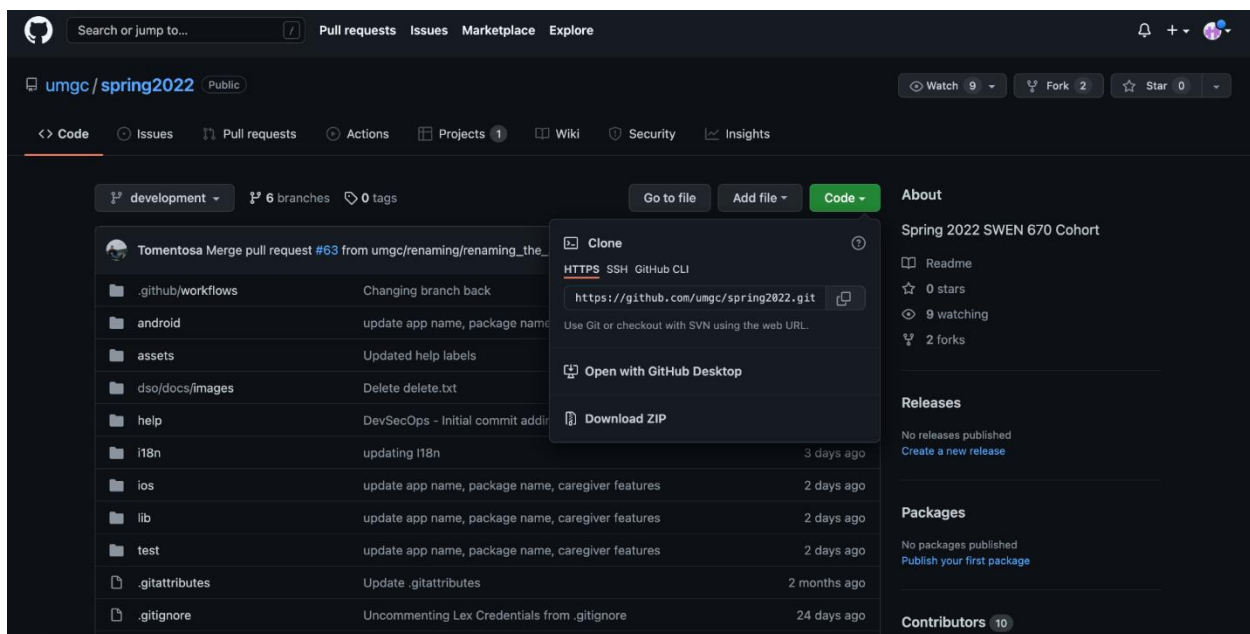 Search or jump to... /
Pull requests Issues Marketplace Explore
umgc / spring2022 Public
Watch 9 Fork 2 Star 0
<> Code Issues Pull requests Actions Projects 1 Wiki Security Insights
development 6 branches 0 tags
Go to file Add file Code
Tomentosa Merge pull request #63 from umgc/renaming/renaming_the_
.github/workflows Changing branch back
android update app name, package name
assets Updated help labels
dso/docs/images Delete delete.txt
help DevSecOps - Initial commit addin
i18n updating I18n 3 days ago
ios update app name, package name, caregiver features 2 days ago
lib update app name, package name, caregiver features 2 days ago
test update app name, package name, caregiver features 2 days ago
.gitattributes Update .gitattributes 2 months ago
.gitignore Uncommenting Lex Credentials from .gitignore 24 days ago
Clone
HTTPS SSH GitHub CLI
https://github.com/umgc/spring2022.git
Use Git or checkout with SVN using the web URL.
Open with GitHub Desktop
Download ZIP
About
Spring 2022 SWEN 670 Cohort
Readme
0 stars
9 watching
2 forks
Releases
No releases published
Create a new release
Packages
No packages published
Publish your first package
Contributors 10